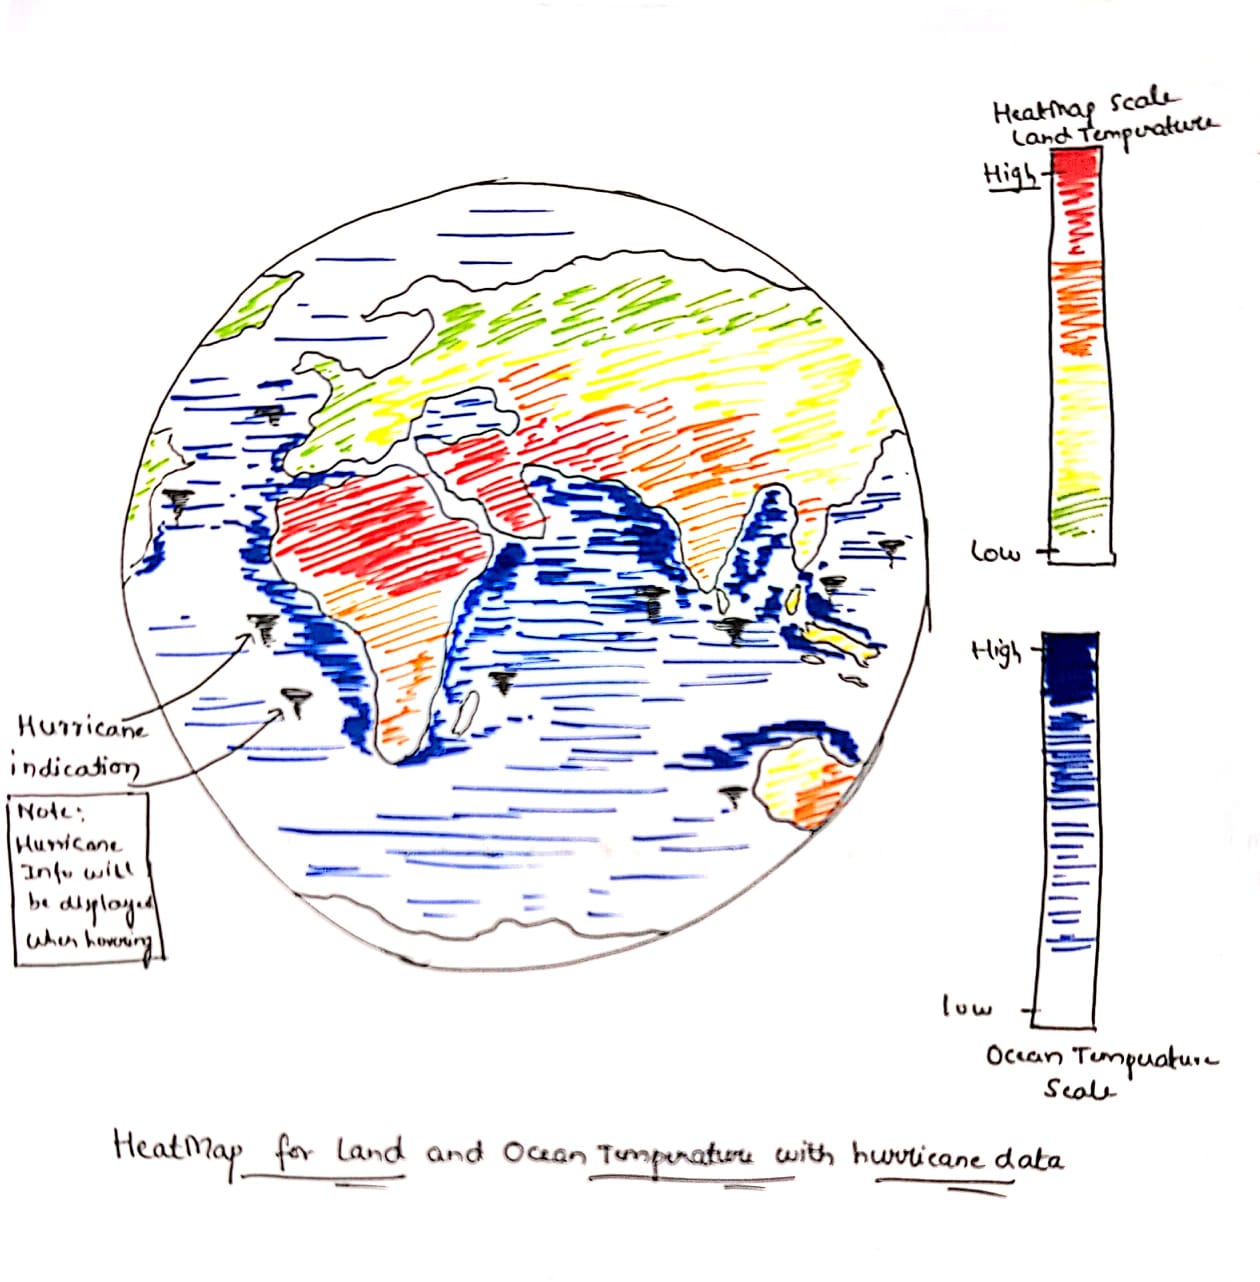 HeatMap Scale
Land Temperature
High
Low
High
low
Ocean Temperature
Scale
Hurricane
indication
Note:
Hurricane
Info will
be displayed
when hovering
HeatMap for Land and Ocean Temperature with hurricane data